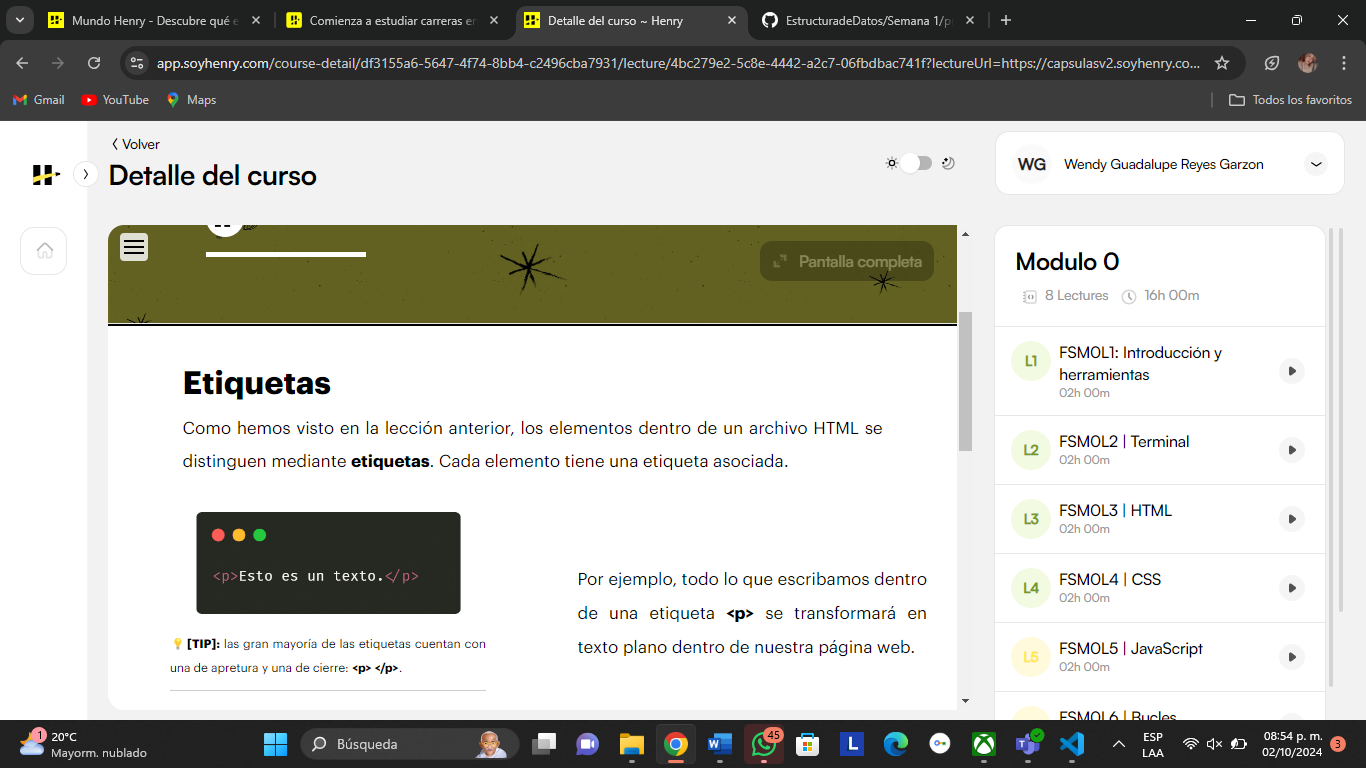 Mundo Henry - Descubre qué e
Comienza a estudiar carreras en
Detalle del curso ~ Henry
EstructuradeDatos/Semana 1/p
app.soyhenry.com/course-detail/df3155a6-5647-4f74-8bb4-c2496cba7931/lecture/4bc279e2-5c8e-4442-a2c7-06fbdbac741f?lectureUrl=https://capsulasv2.soyhenry.co...
Gmail
YouTube
Maps
Todos los favoritos
Volver
Detalle del curso
WG
Wendy Guadalupe Reyes Garzon
Pantalla completa
Etiquetas
Como hemos visto en la lección anterior, los elementos dentro de un archivo HTML se
distinguen mediante etiquetas. Cada elemento tiene una etiqueta asociada.
<p>Esto es un texto.</p>
💡[TIP]: las gran mayoría de las etiquetas cuentan con
una de apretura y una de cierre: <p> </p>.
Por ejemplo, todo lo que escribamos dentro
de una etiqueta <p> se transformará en
texto plano dentro de nuestra página web.
Modulo 0
8 Lectures
16h 00m
L1
FSM0L1: Introducción y
herramientas
02h 00m
L2
FSM0L2 | Terminal
02h 00m
L3
FSM0L3 | HTML
02h 00m
L4
FSM0L4 | CSS
02h 00m
L5
FSM0L5 | JavaScript
02h 00m
FSM0L6 | Bucles
1
20°C
Mayorm. nublado
Búsqueda
45
ESP
LAA
08:54 p. m.
02/10/2024
3